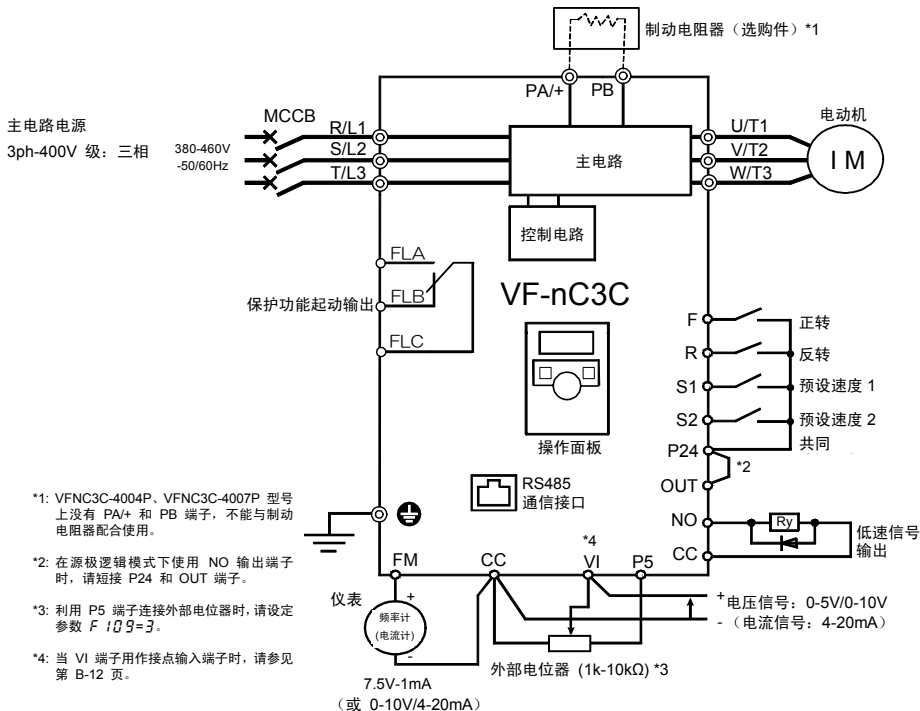 制动电阻器（选购件）*1
PA/+ PB
主电路电源
3ph-400V 级：三相
MCCB
380-460V
-50/60Hz
R/L1
S/L2
T/L3
主电路
控制电路
U/T1
V/T2
W/T3
电动机
I M
FLA
FLB
FLC
保护功能起动输出
VF-nC3C
操作面板
RS485
通信接口
F 正转
R 反转
S1 预设速度 1
S2 预设速度 2
P24 共同
*2
OUT
NO
Ry
CC
低速信号
输出
*1: VFNC3C-4004P、VFNC3C-4007P 型号
上没有 PA/+ 和 PB 端子，不能与制动
电阻器配合使用。
*2: 在源极逻辑模式下使用 NO 输出端子
时，请短接 P24 和 OUT 端子。
*3: 利用 P5 端子连接外部电位器时，请设定
参数 F109=3。
*4: 当 VI 端子用作接点输入端子时，请参见
第 B-12 页。
FM CC *4 VI P5
仪表
+
频率计
(电流计)
-
7.5V-1mA
（或 0-10V/4-20mA）
外部电位器 (1k-10kΩ) *3
+ 电压信号：0-5V/0-10V
- （电流信号：4-20mA）